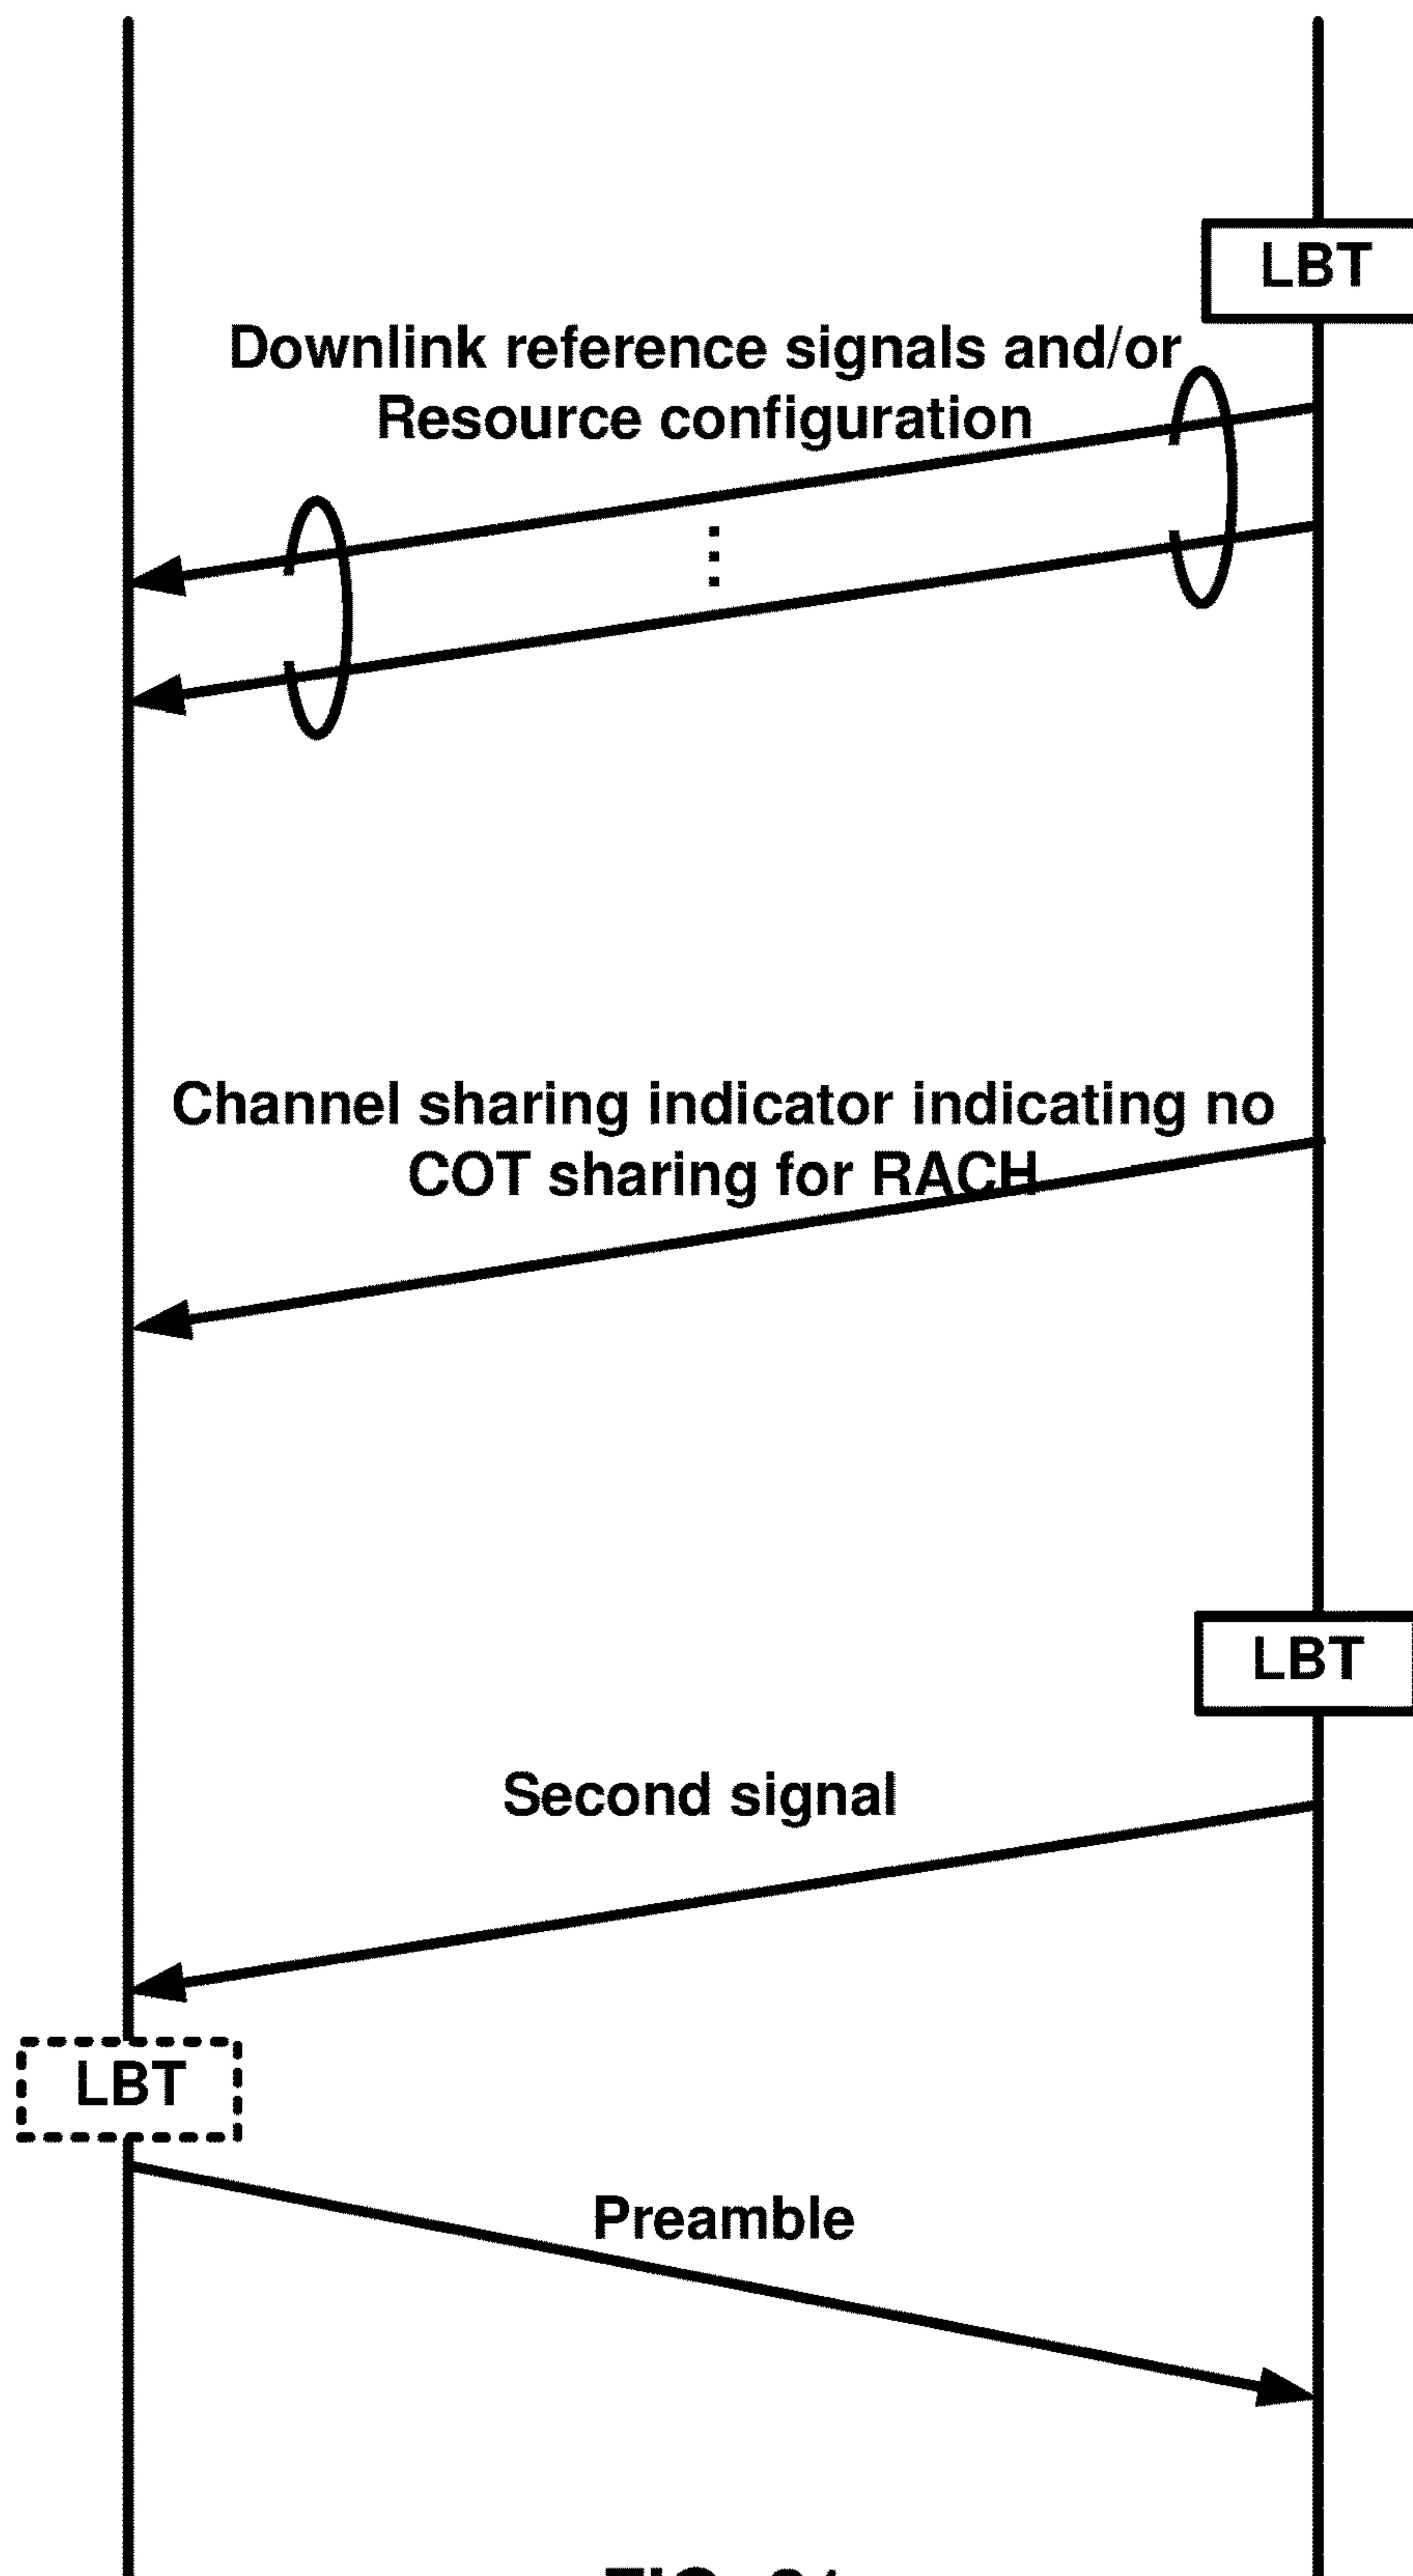 LBT
Downlink reference signals and/or
Resource configuration
Channel sharing indicator indicating no
COT sharing for RACH
LBT
Second signal
LBT
Preamble